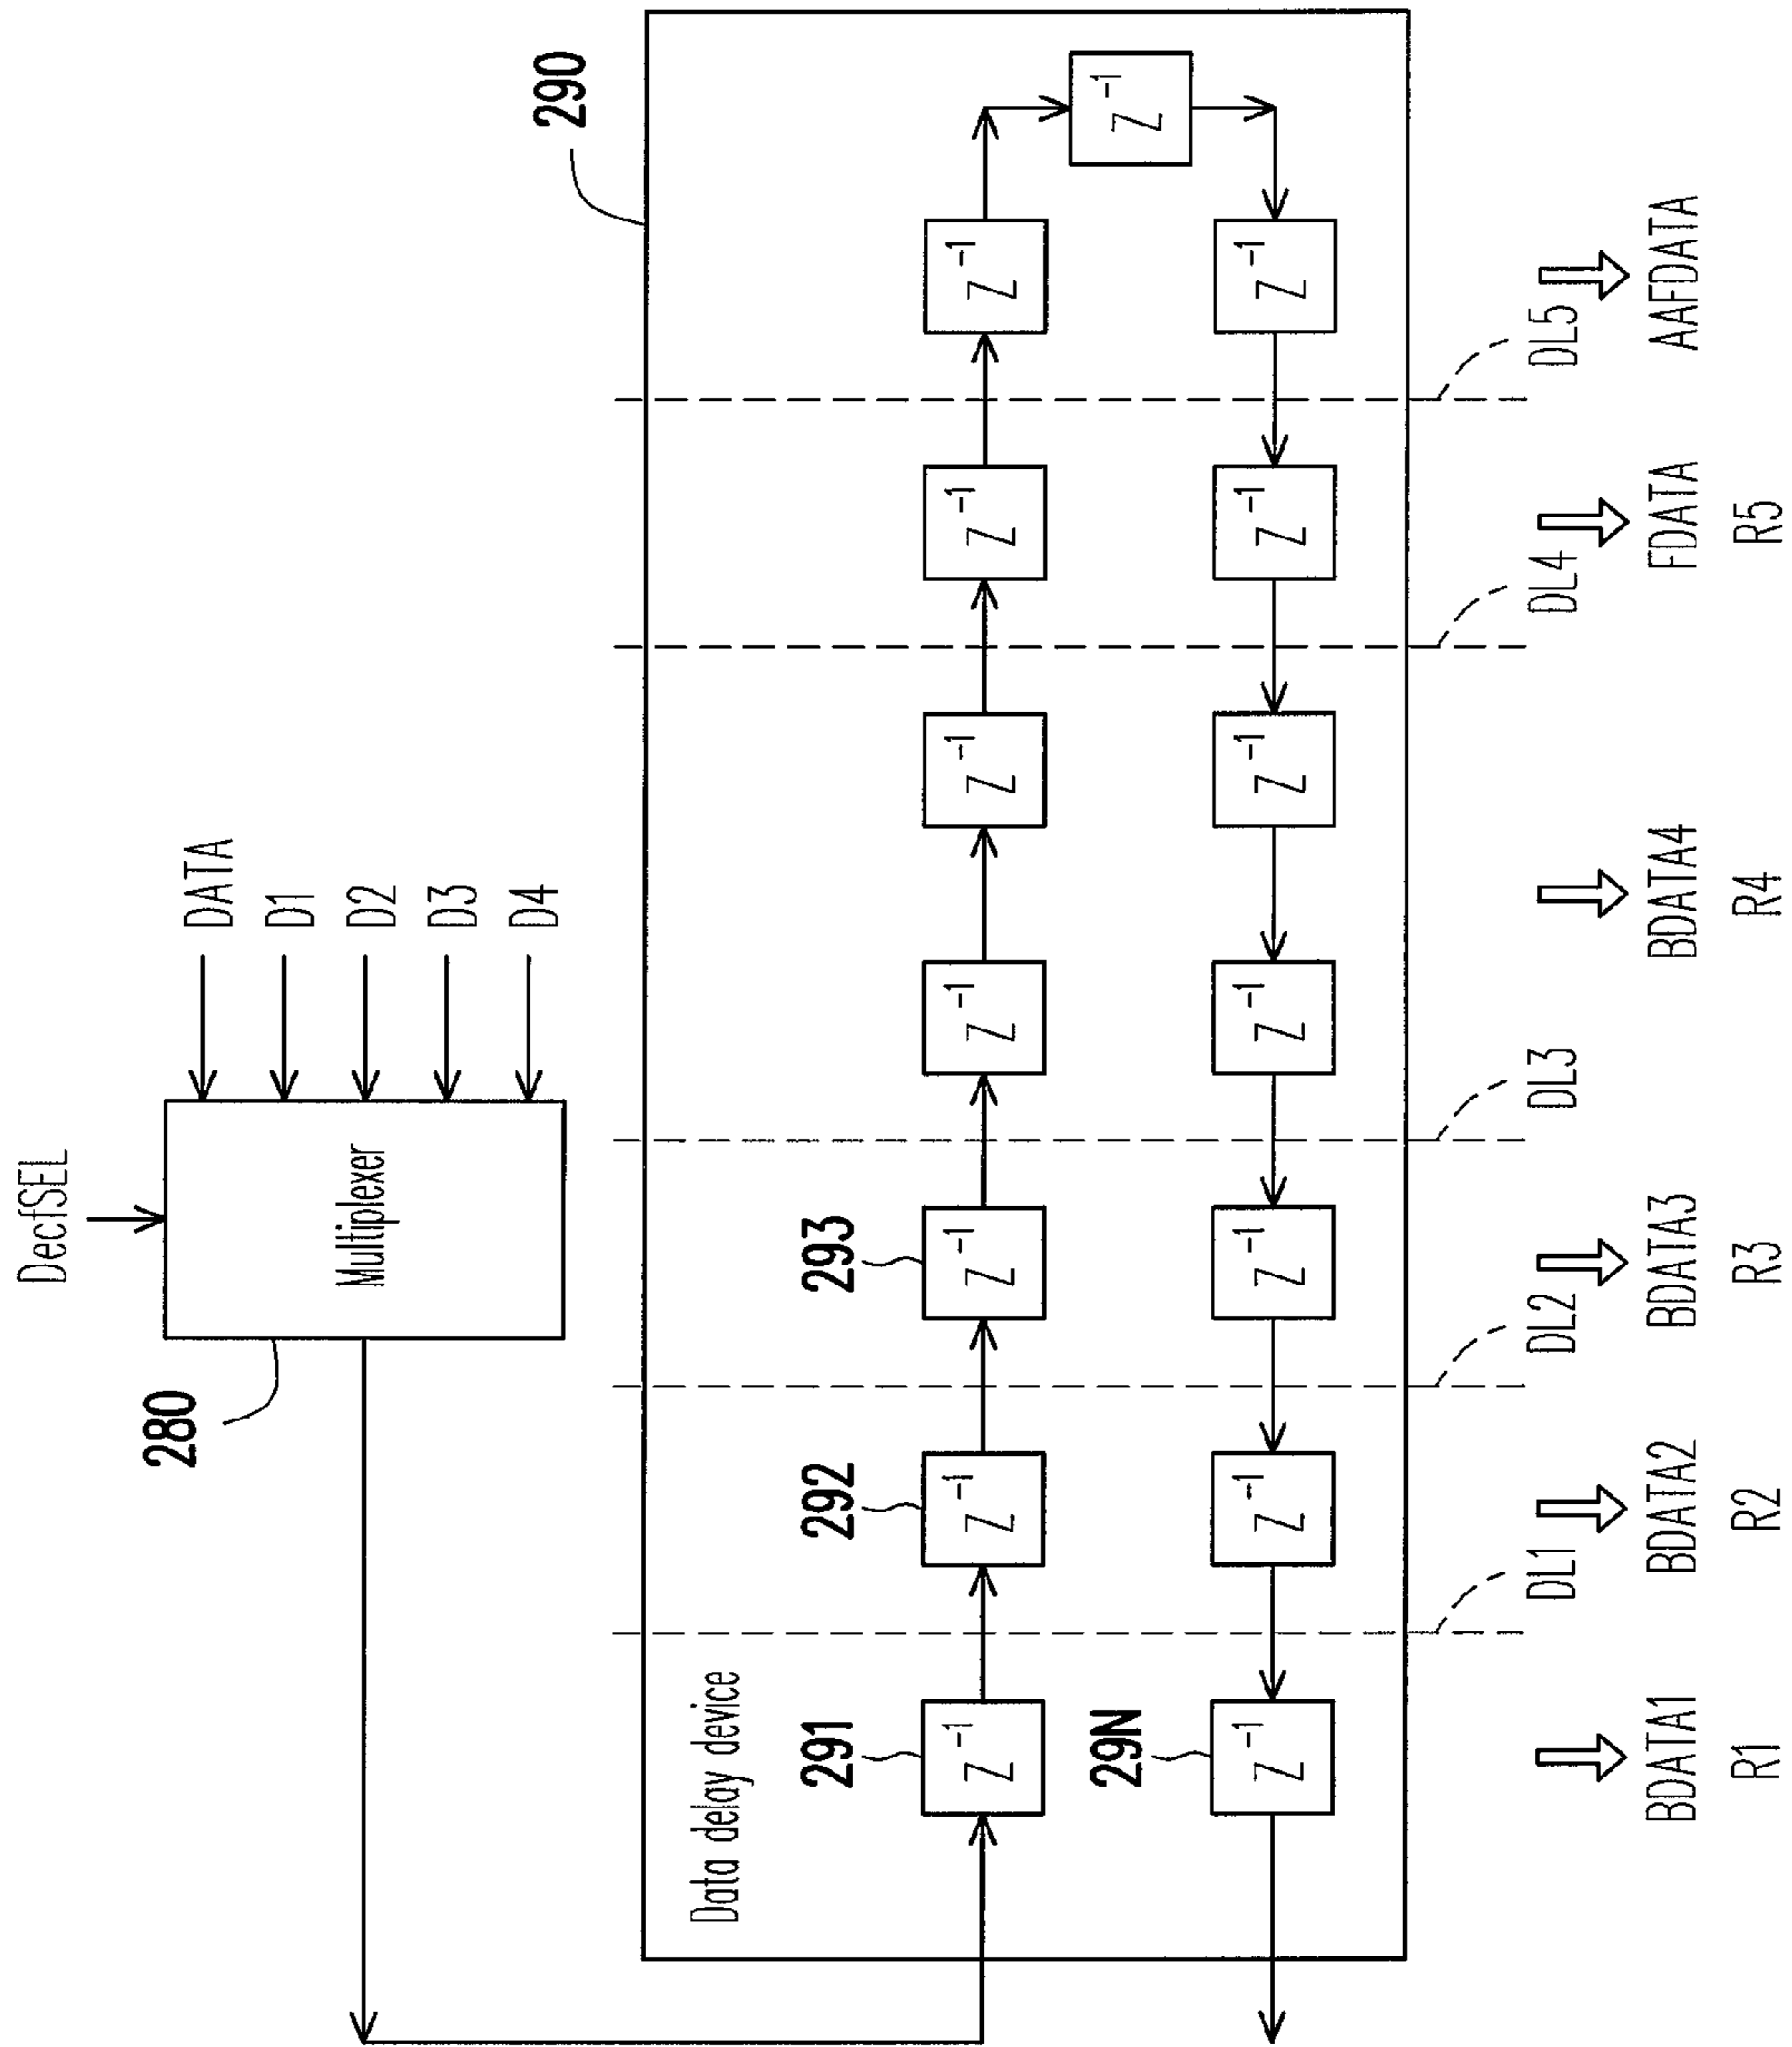 DecfSEL
280
Multiplexer
DATA
D1
D2
D3
D4
290
Data delay device
291
Z⁻¹
292
Z⁻¹
293
Z⁻¹
Z⁻¹
Z⁻¹
Z⁻¹
Z⁻¹
Z⁻¹
29N
Z⁻¹
Z⁻¹
Z⁻¹
Z⁻¹
Z⁻¹
Z⁻¹
Z⁻¹
DL1
DL2
DL3
DL4
DL5
BDATA1
BDATA2
BDATA3
BDATA4
FDATA
AAFDATA
R1
R2
R3
R4
R5